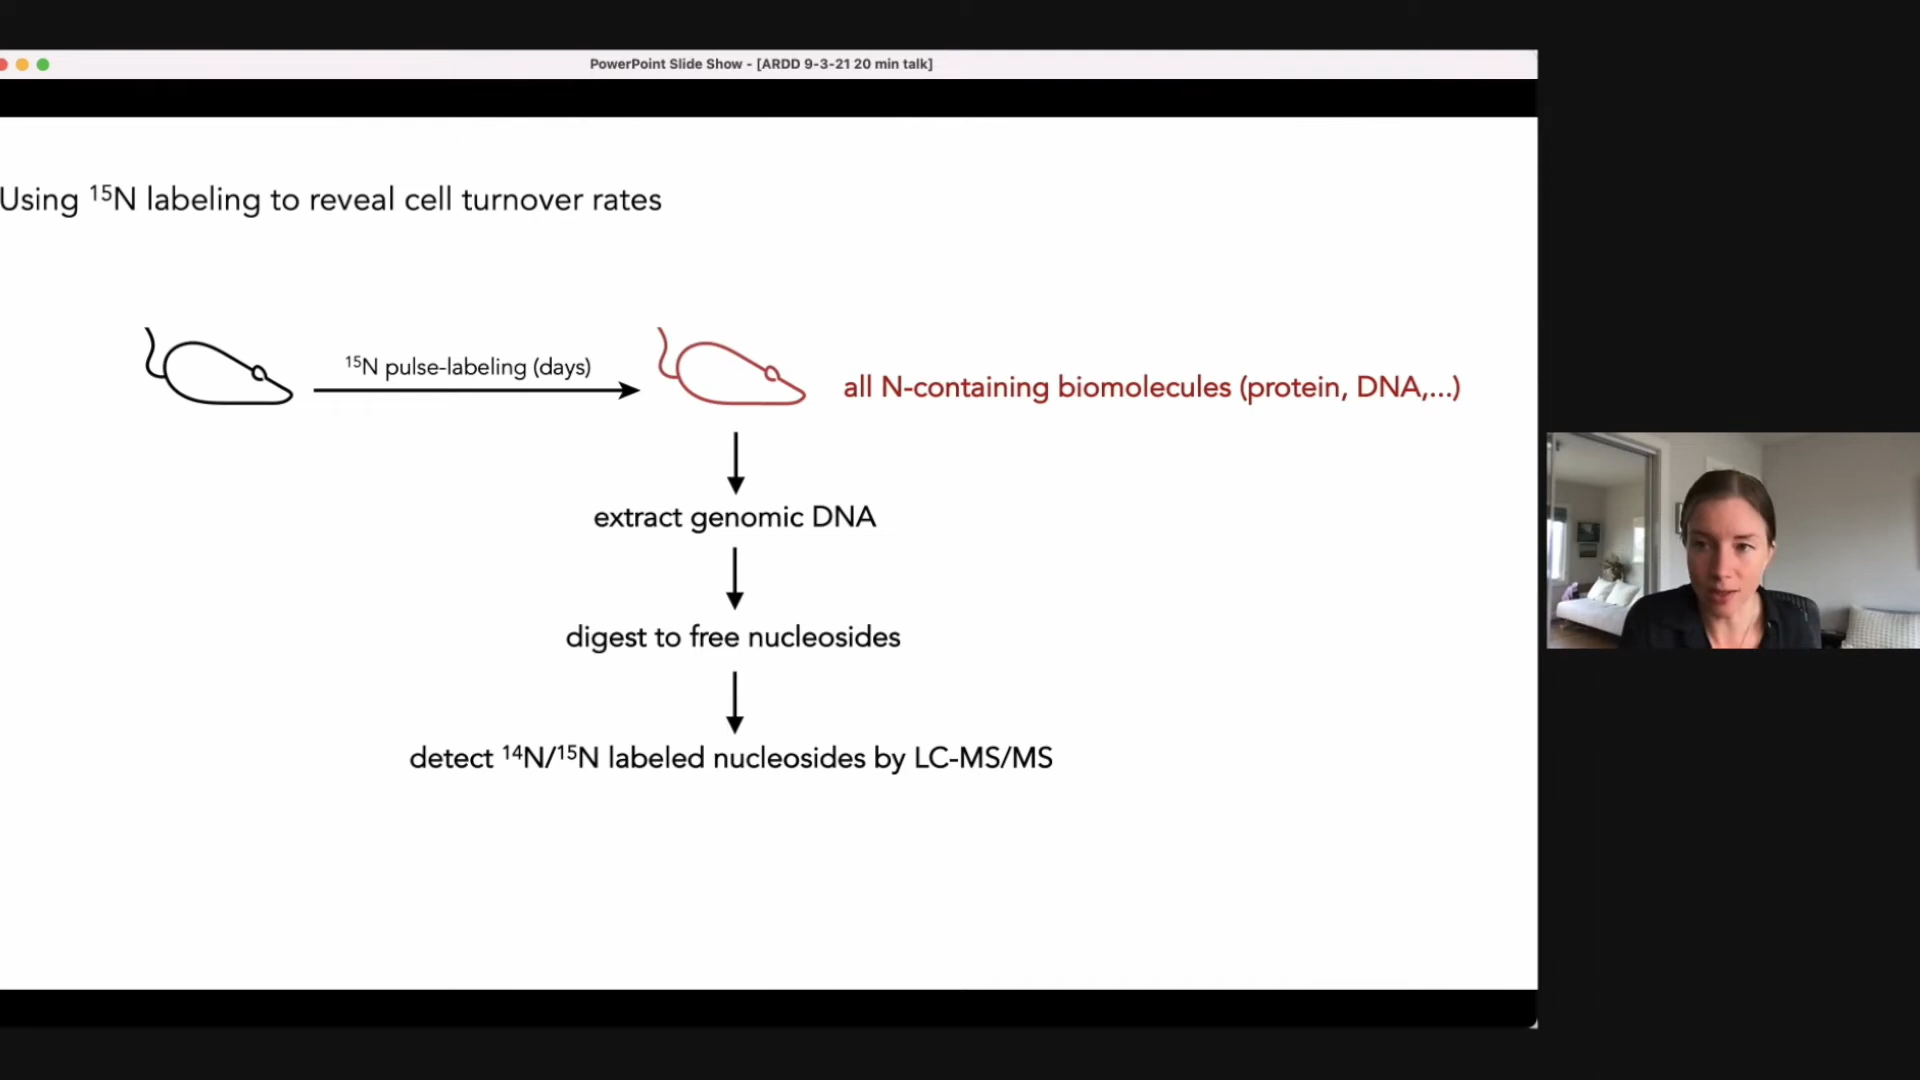 PowerPoint Slide Show - [ARDD 9-3-21 20 min talk]
Using ¹⁵N labeling to reveal cell turnover rates
¹⁵N pulse-labeling (days)
all N-containing biomolecules (protein, DNA,...)
extract genomic DNA
digest to free nucleosides
detect ¹⁴N/¹⁵N labeled nucleosides by LC-MS/MS